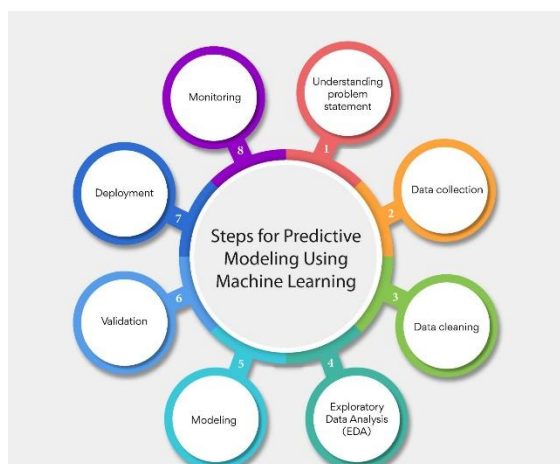 Steps for Predictive
Modeling Using
Machine Learning
1
Understanding
problem
statement
2
Data collection
3
Data cleaning
4
Exploratory
Data Analysis
(EDA)
5
Modeling
6
Validation
7
Deployment
8
Monitoring